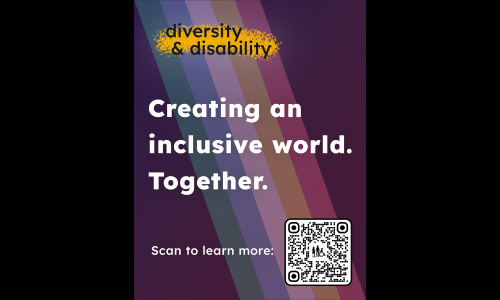 diversity
& disability
Creating an
inclusive world.
Together.
Scan to learn more: